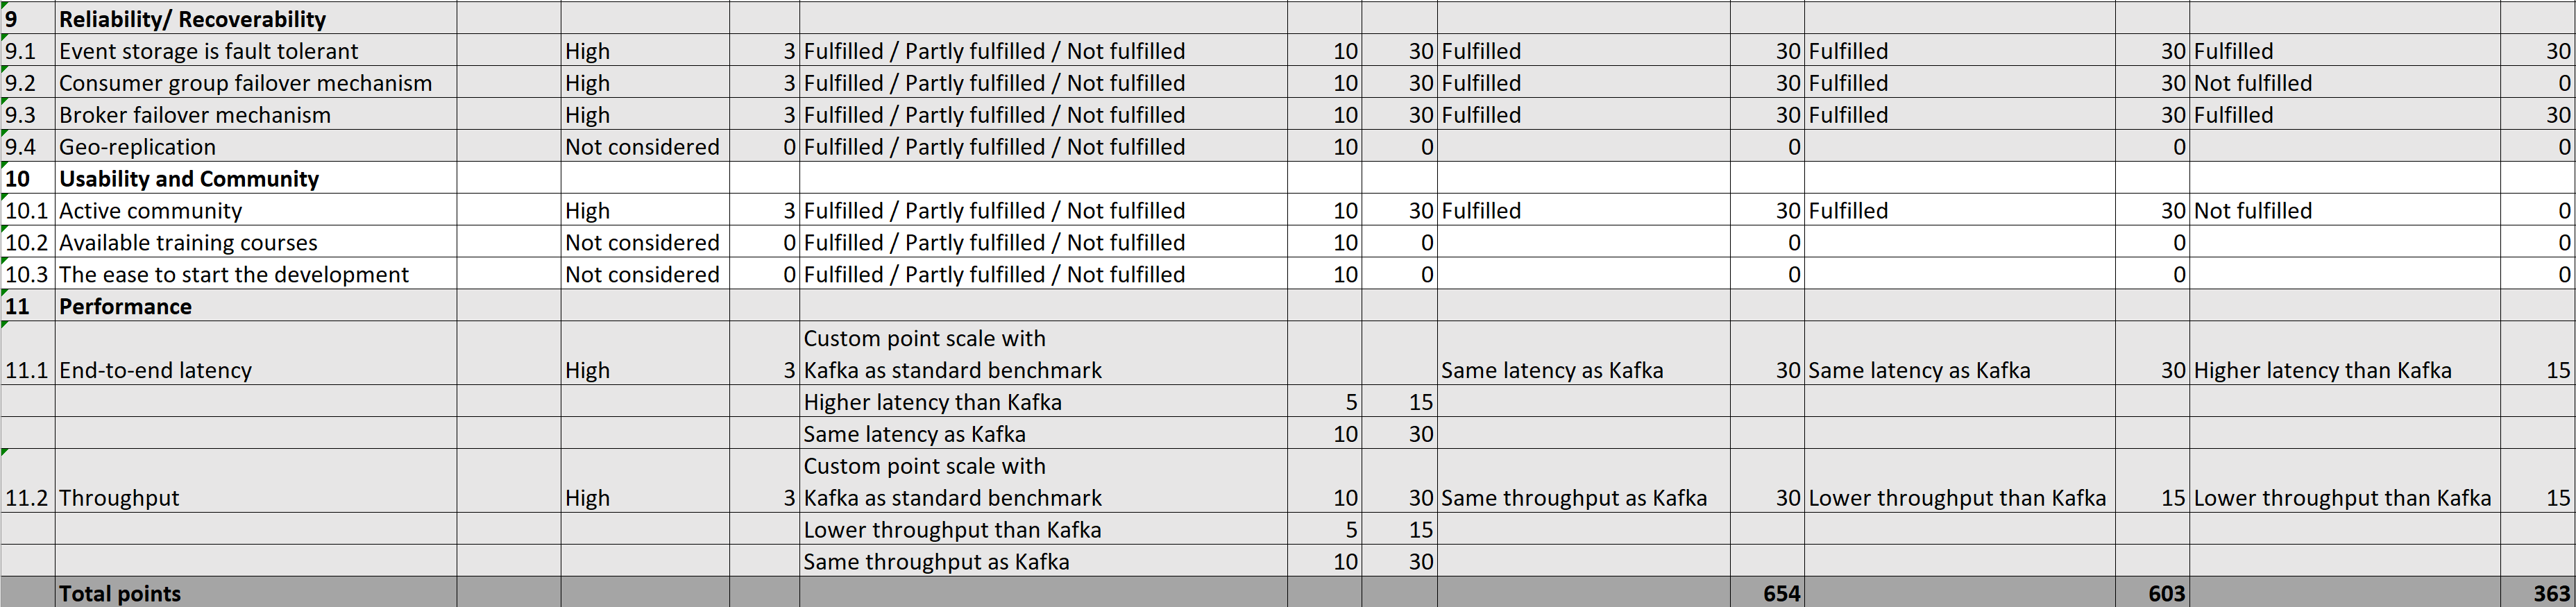 9 Reliability/ Recoverability
9.1 Event storage is fault tolerant High 3 Fulfilled / Partly fulfilled / Not fulfilled 10 30 Fulfilled 30 Fulfilled 30 Fulfilled 30
9.2 Consumer group failover mechanism High 3 Fulfilled / Partly fulfilled / Not fulfilled 10 30 Fulfilled 30 Fulfilled 30 Not fulfilled 0
9.3 Broker failover mechanism High 3 Fulfilled / Partly fulfilled / Not fulfilled 10 30 Fulfilled 30 Fulfilled 30 Fulfilled 30
9.4 Geo-replication Not considered 0 Fulfilled / Partly fulfilled / Not fulfilled 10 0 0 0 0
10 Usability and Community
10.1 Active community High 3 Fulfilled / Partly fulfilled / Not fulfilled 10 30 Fulfilled 30 Fulfilled 30 Not fulfilled 0
10.2 Available training courses Not considered 0 Fulfilled / Partly fulfilled / Not fulfilled 10 0 0 0 0
10.3 The ease to start the development Not considered 0 Fulfilled / Partly fulfilled / Not fulfilled 10 0 0 0 0
11 Performance
Custom point scale with
11.1 End-to-end latency High 3 Kafka as standard benchmark Same latency as Kafka 30 Same latency as Kafka 30 Higher latency than Kafka 15
Higher latency than Kafka 5 15
Same latency as Kafka 10 30
Custom point scale with
11.2 Throughput High 3 Kafka as standard benchmark 10 30 Same throughput as Kafka 30 Lower throughput than Kafka 15 Lower throughput than Kafka 15
Lower throughput than Kafka 5 15
Same throughput as Kafka 10 30
Total points 654 603 363